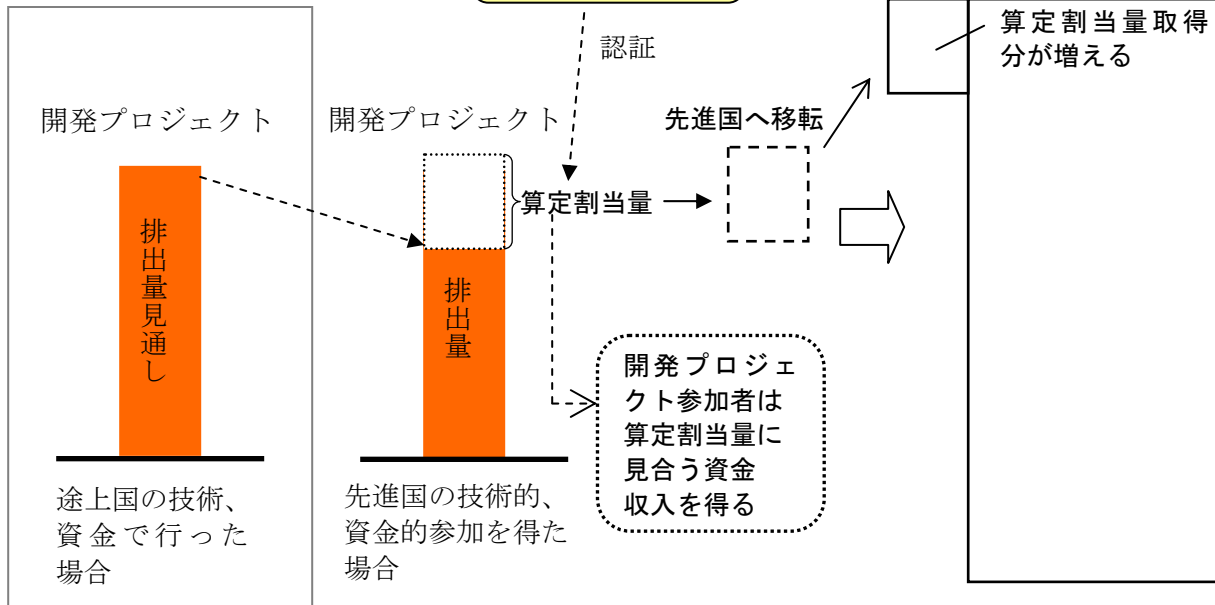 認証
算定割当量取得
分が増える
開発プロジェクト
開発プロジェクト
先進国へ移転
算定割当量
排出量見通し
排出量
開発プロジェ
クト参加者は
算定割当量に
見合う資金
収入を得る
途上国の技術、
資金で行った
場合
先進国の技術的、
資金的参加を得た
場合